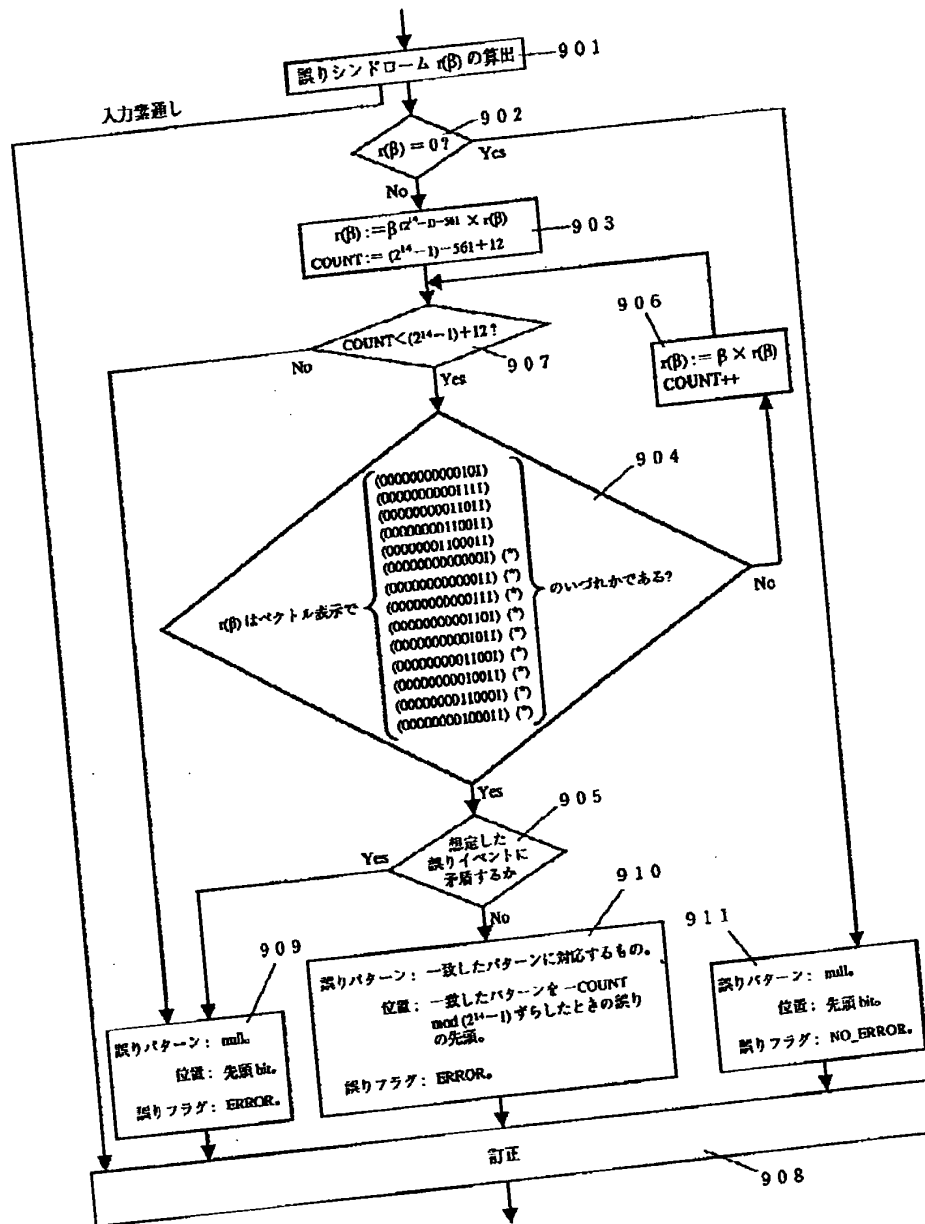 誤りシンドローム r(β) の算出
901
入力素通し
902
r(β) = 0?
Yes
No
r(β) := β^(2^14−1)−561 × r(β)
COUNT := (2^14−1)−561+12
903
906
r(β) := β × r(β)
COUNT++
COUNT<(2^14−1)+12?
907
No
Yes
904
r(β) はベクトル表示で
(00000000000101)
(00000000001111)
(00000000011011)
(00000000110011)
(00000001100011)
(00000000000001) (*)
(00000000000011) (*)
(00000000000111) (*)
(00000000001101) (*)
(00000000001011) (*)
(00000000011001) (*)
(00000000010011) (*)
(00000000110001) (*)
(00000000100011) (*)
のいづれかである?
No
Yes
905
想定した
誤りイベントに
矛盾するか
Yes
No
909
誤りパターン: null。
位置: 先頭 bit。
誤りフラグ: ERROR。
910
誤りパターン: 一致したパターンに対応するもの。
位置: 一致したパターンを −COUNT
mod (2^14−1) ずらしたときの誤り
の先頭。
誤りフラグ: ERROR。
911
誤りパターン: null。
位置: 先頭 bit。
誤りフラグ: NO_ERROR。
訂正
908